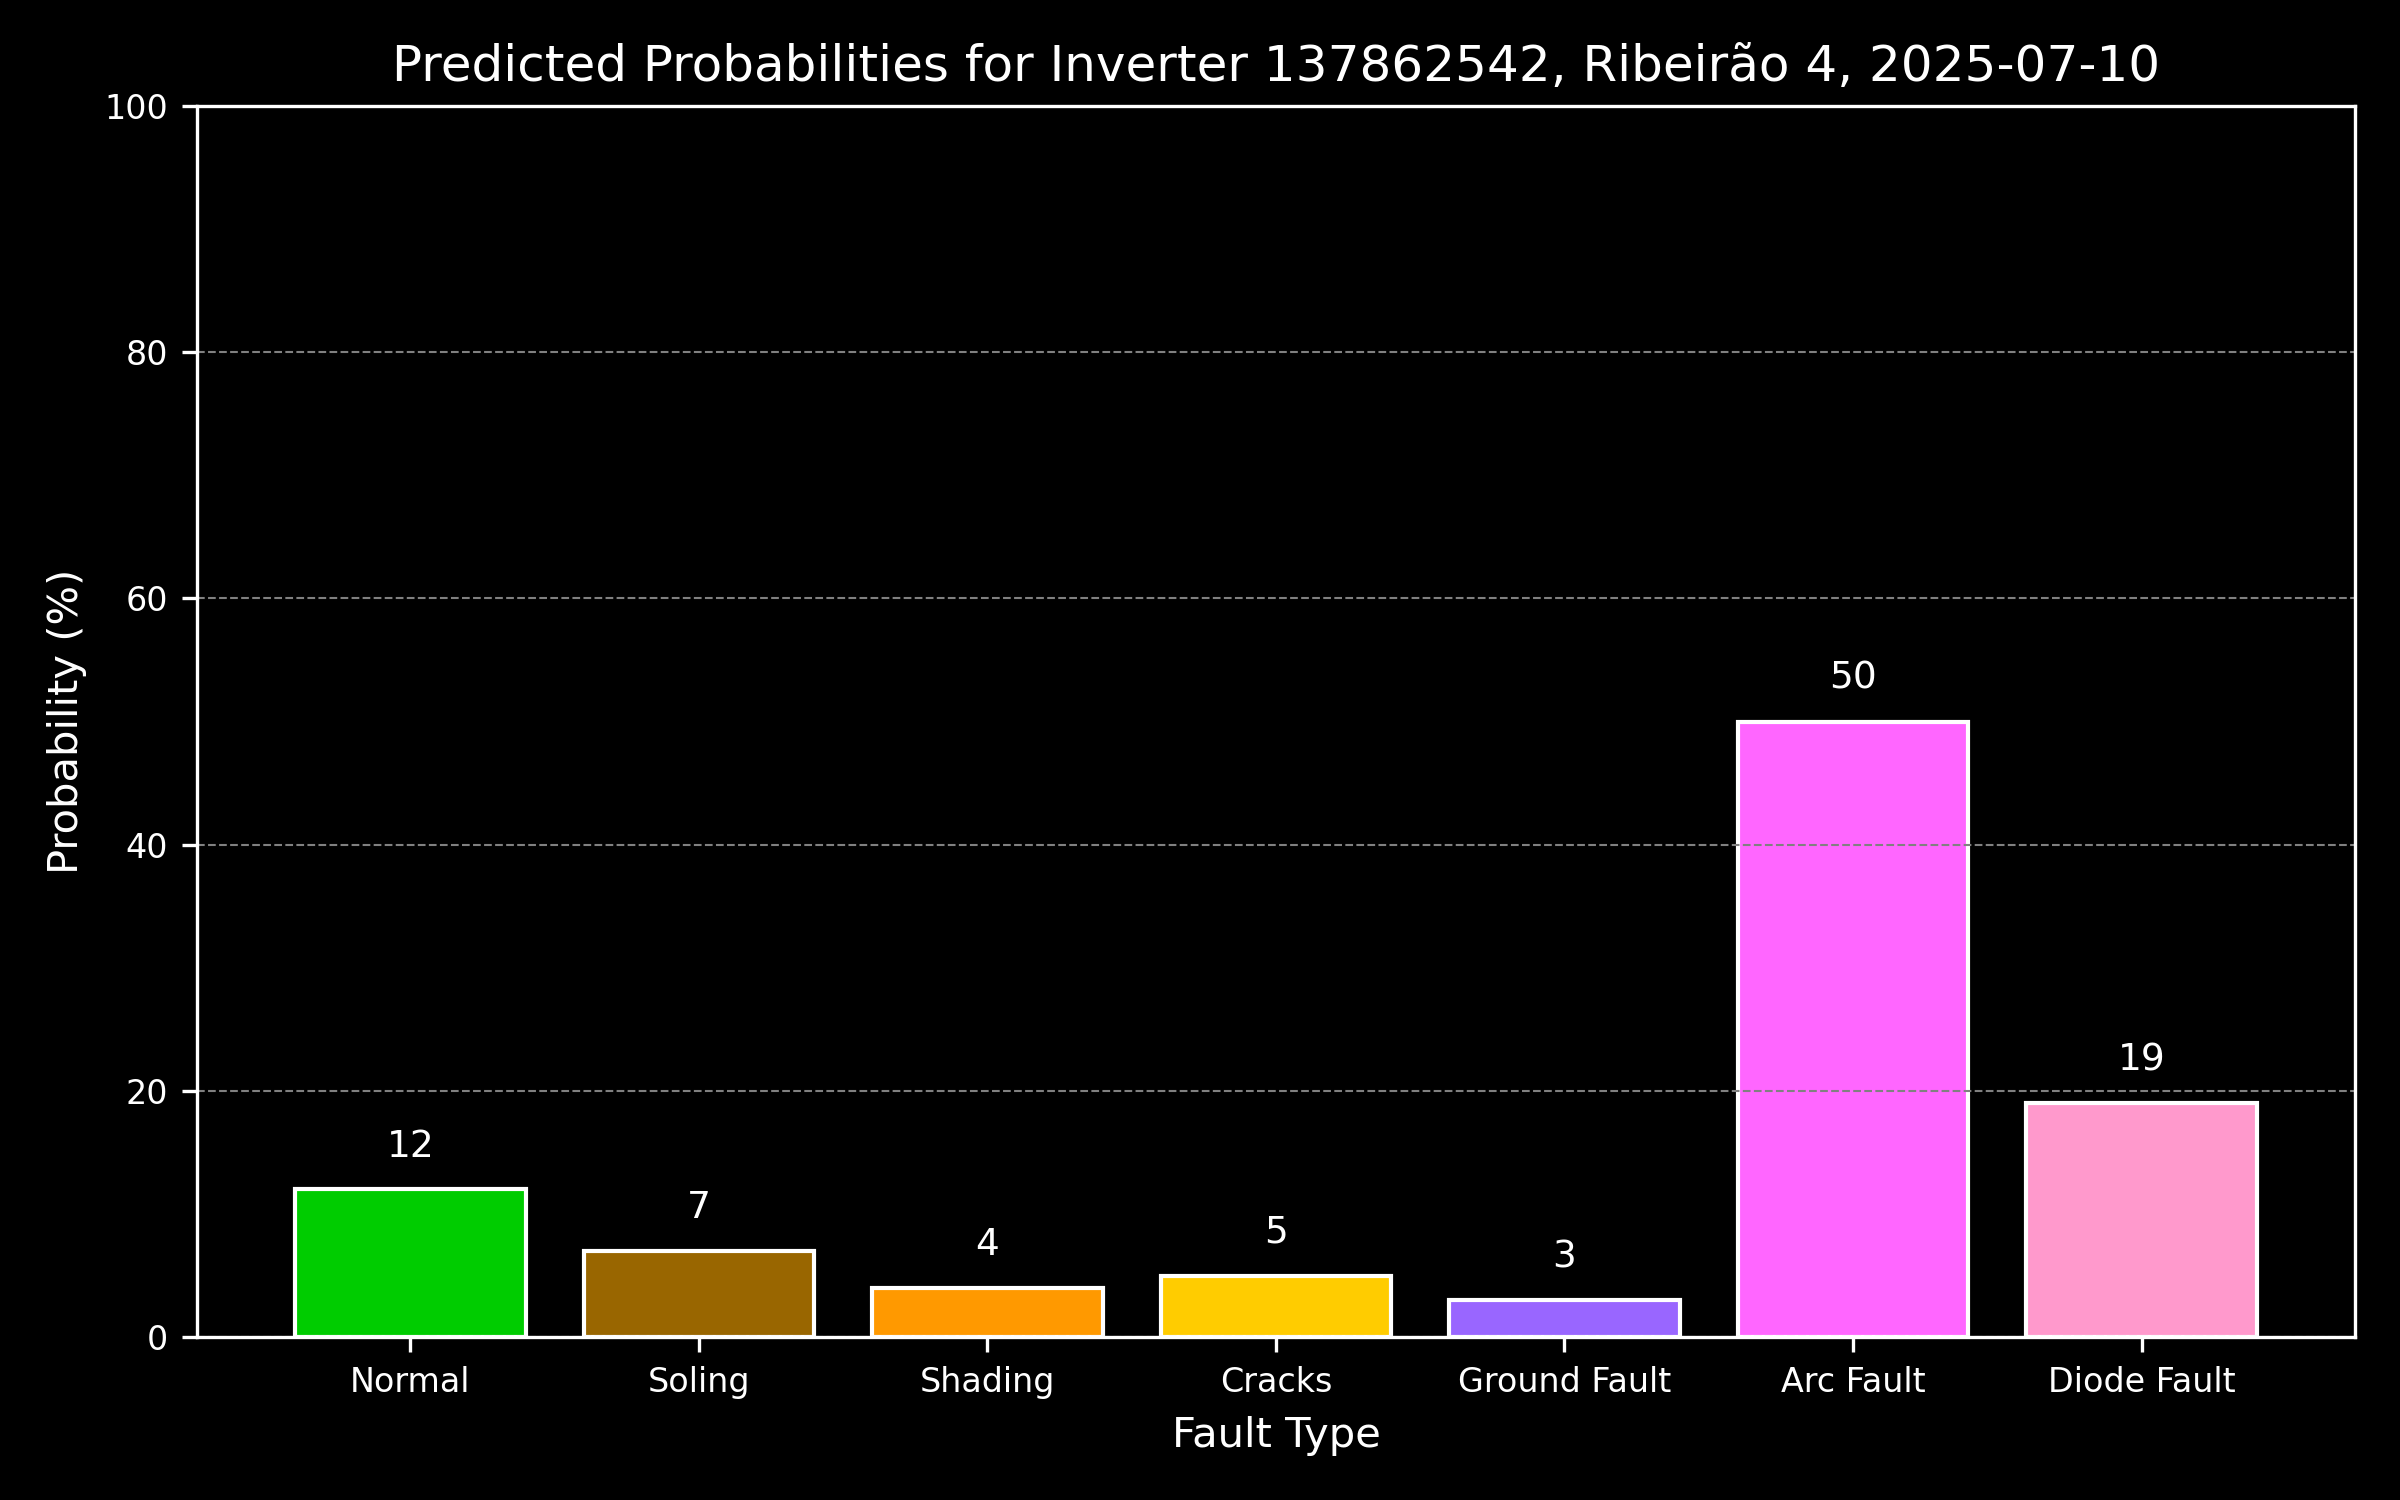 Predicted Probabilities for Inverter 137862542, Ribeirão 4, 2025-07-10
Probability (%)
100
80
60
40
20
0
12
7
4
5
3
50
19
Normal
Soling
Shading
Cracks
Ground Fault
Arc Fault
Diode Fault
Fault Type